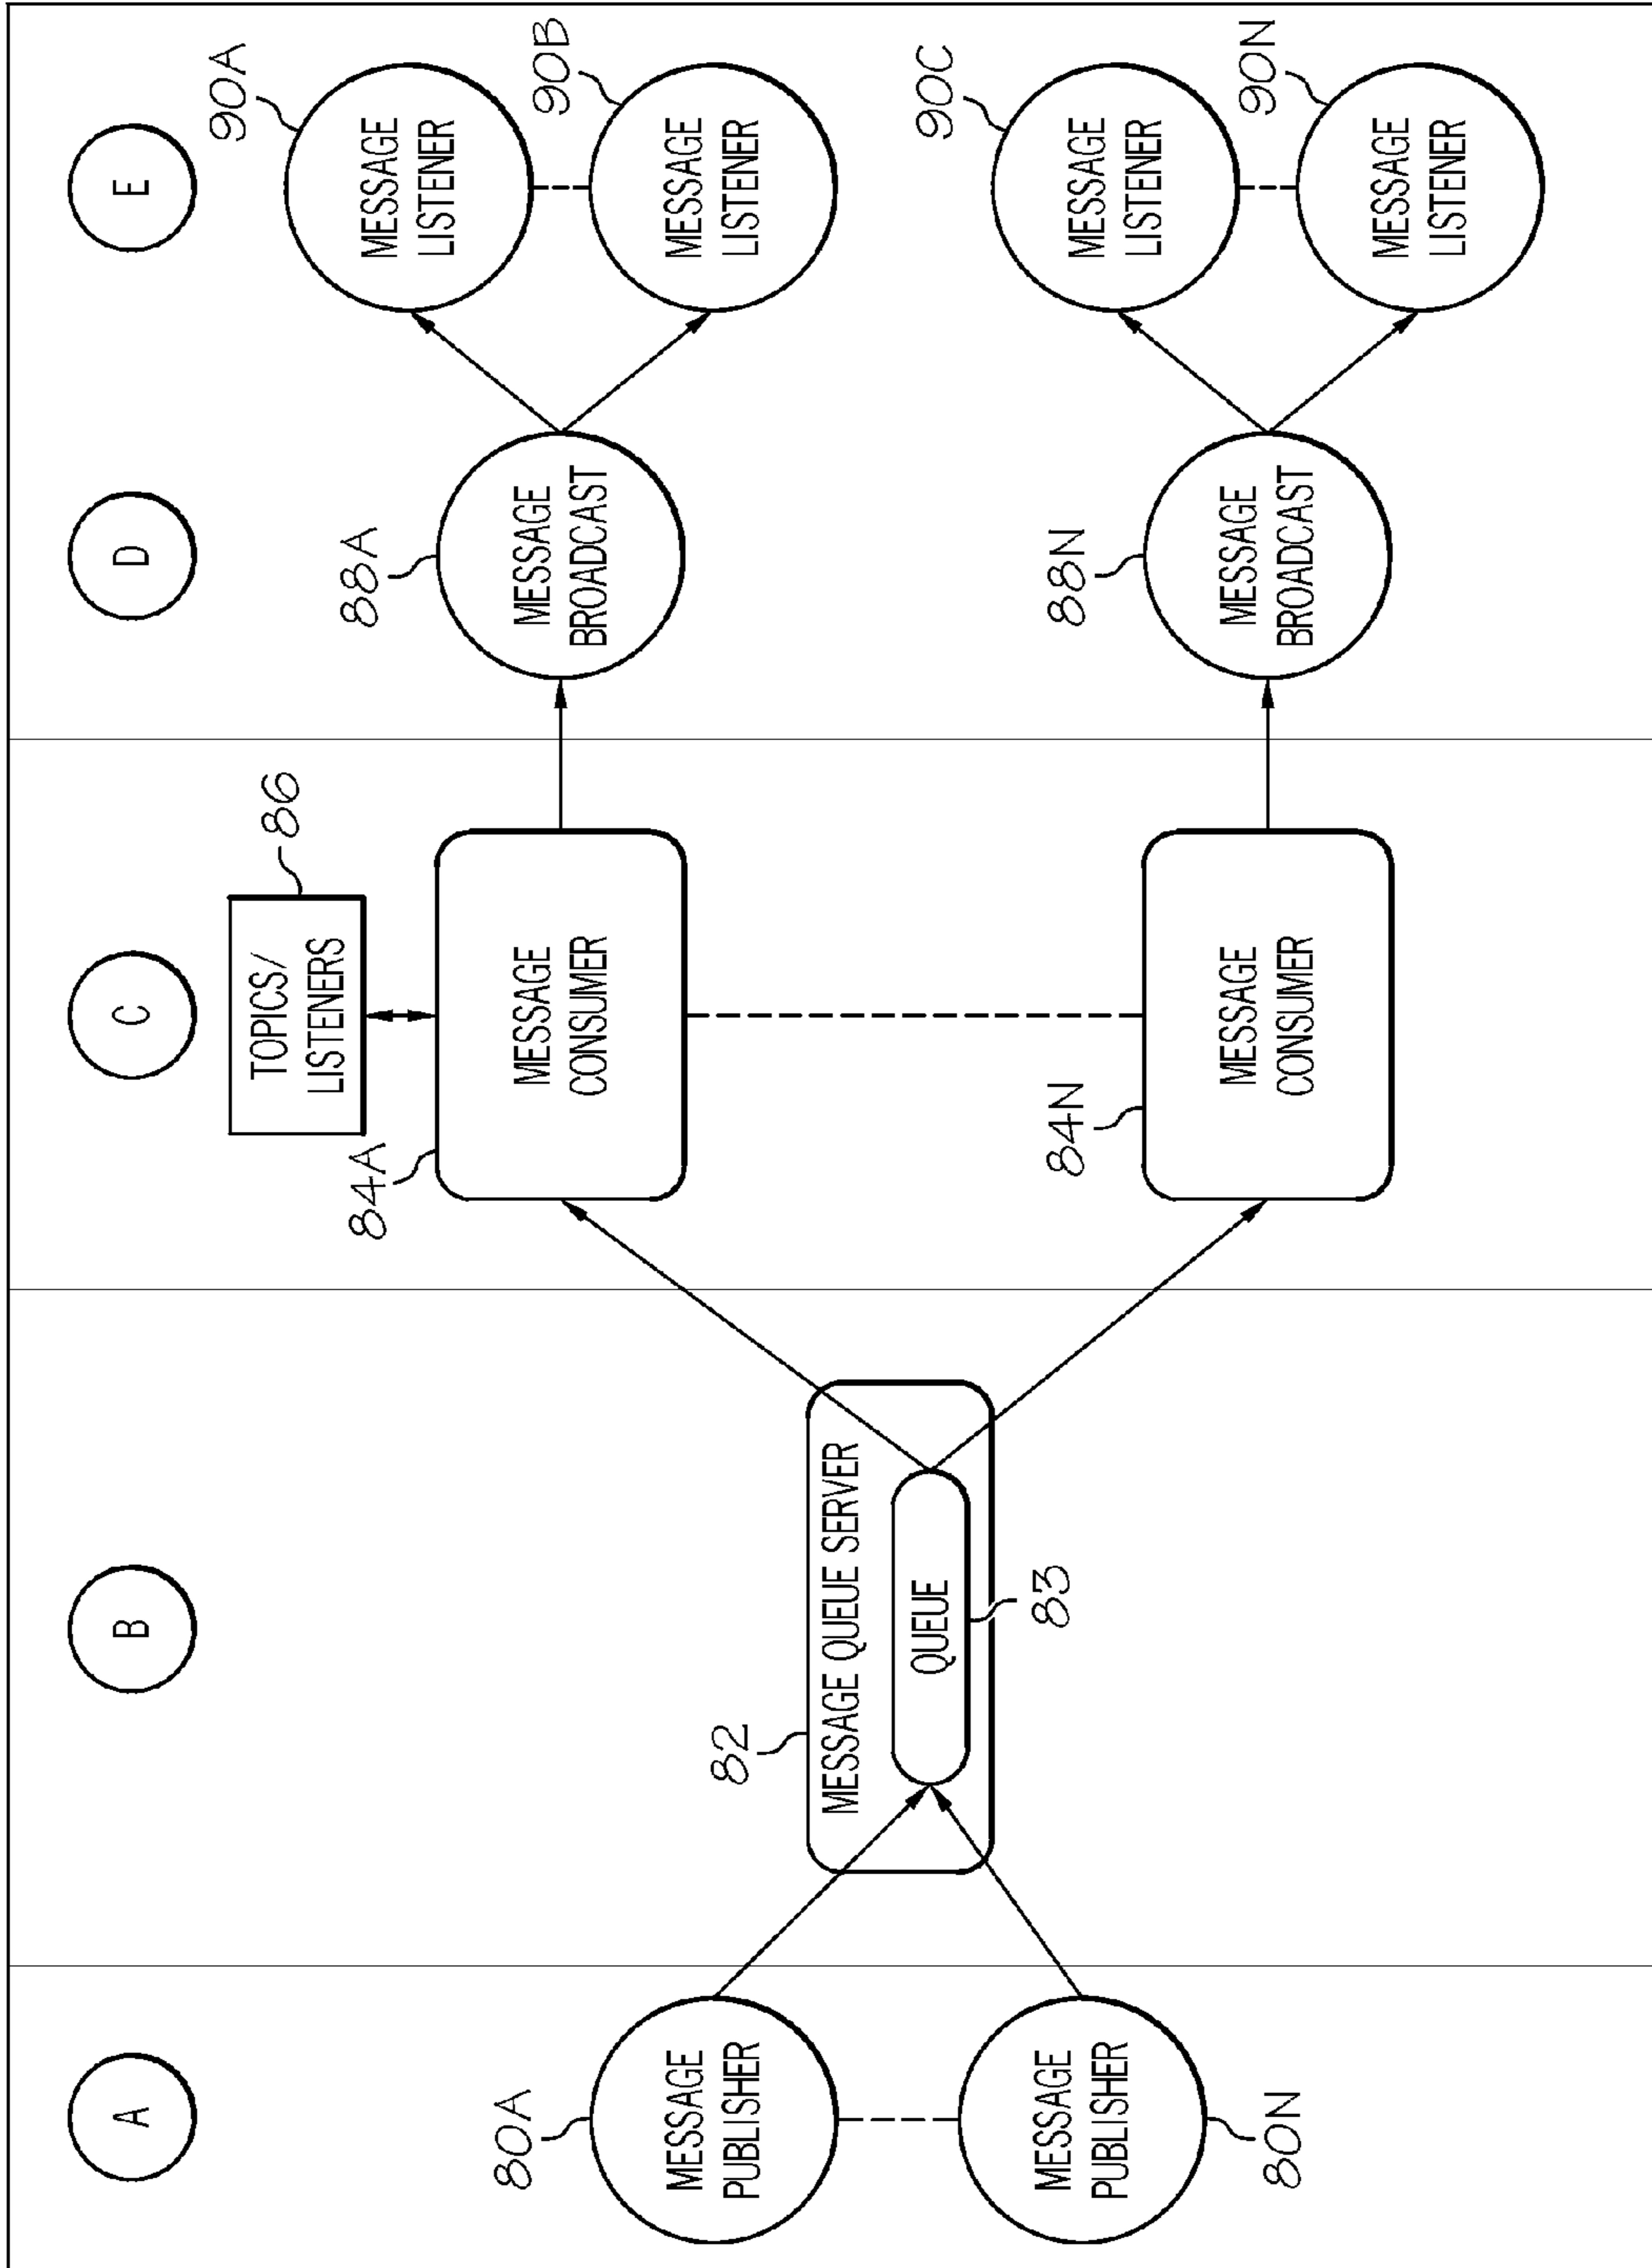 A
B
C
D
E
80A
MESSAGE
PUBLISHER
MESSAGE
PUBLISHER
80N
82
MESSAGE QUEUE SERVER
QUEUE
83
TOPICS/
LISTENERS
86
84A
MESSAGE
CONSUMER
84N
MESSAGE
CONSUMER
88A
MESSAGE
BROADCAST
88N
MESSAGE
BROADCAST
90A
MESSAGE
LISTENER
90B
MESSAGE
LISTENER
90C
MESSAGE
LISTENER
90N
MESSAGE
LISTENER